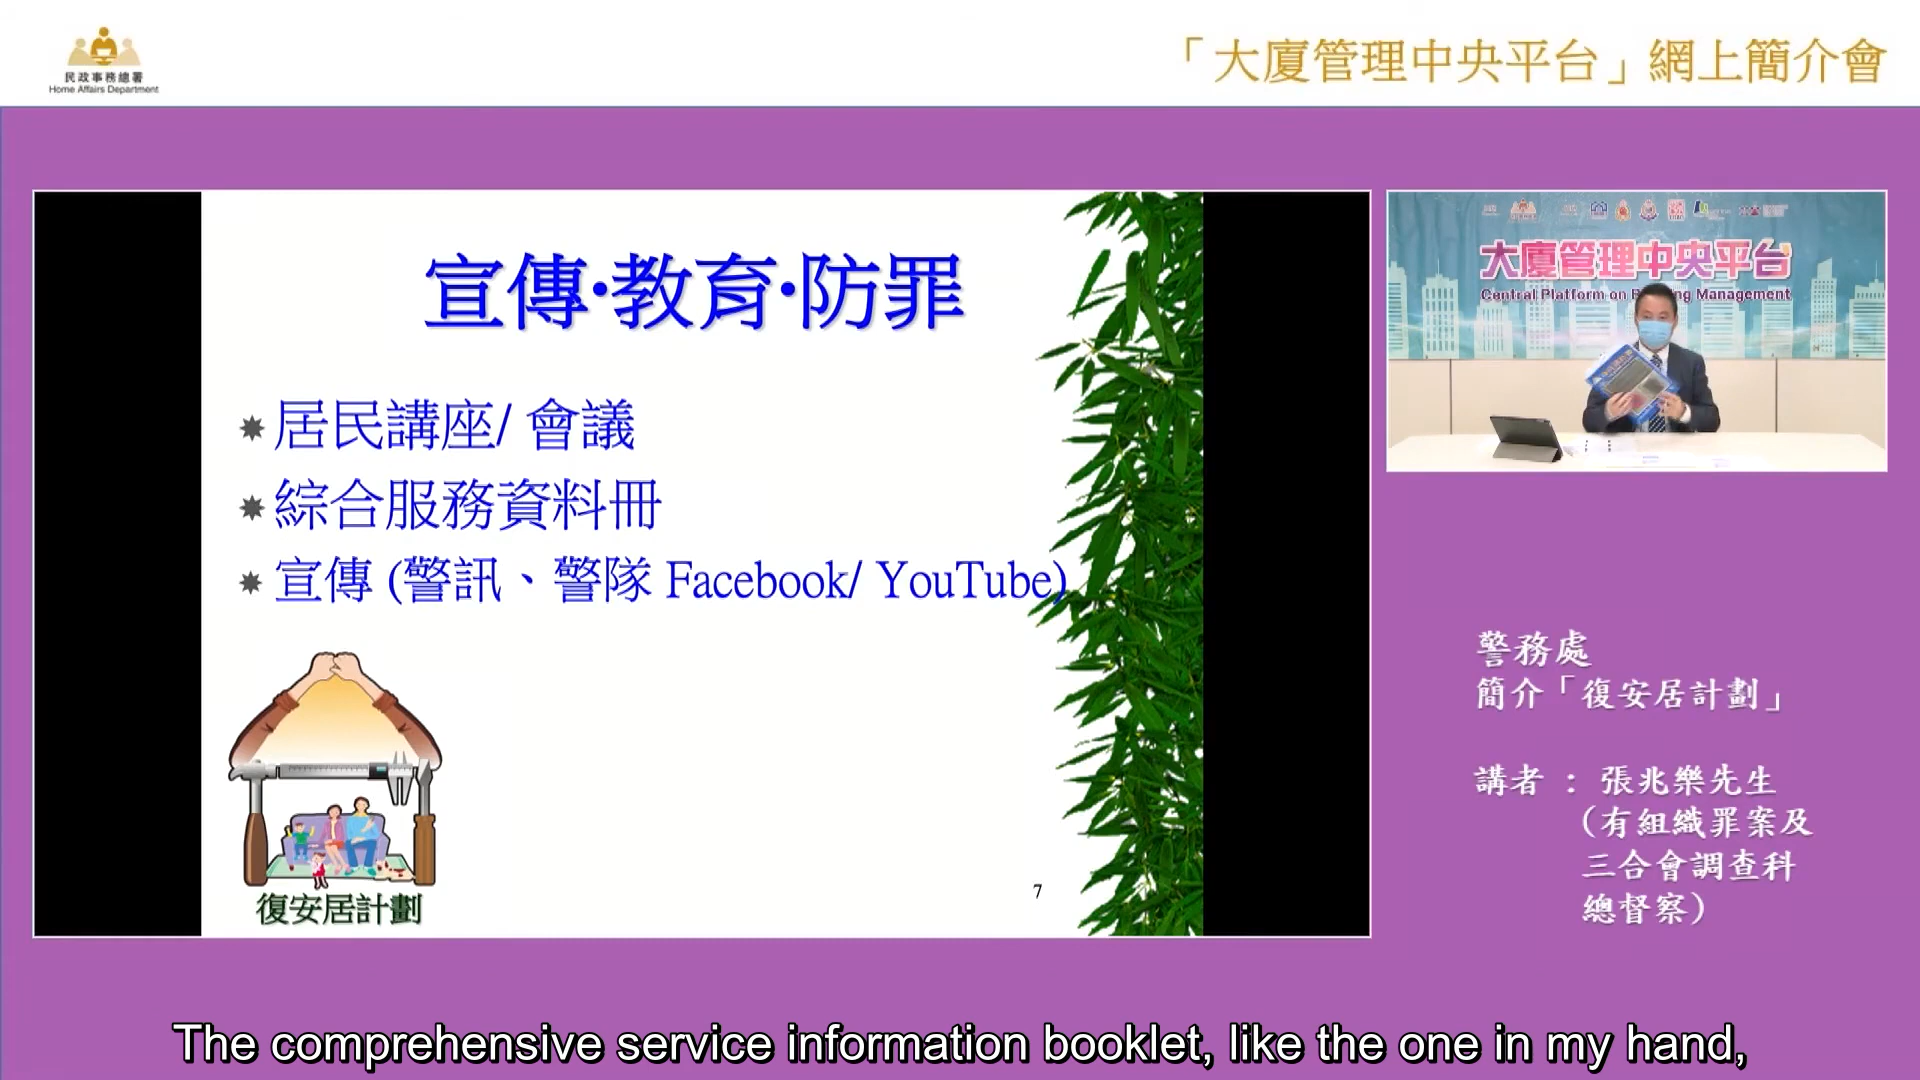 民政事務總署
Home Affairs Department
「大廈管理中央平台」網上簡介會
宣傳·教育·防罪
居民講座/ 會議
綜合服務資料冊
宣傳 (警訊、警隊 Facebook/ YouTube)
復安居計劃
7
大廈管理中央平台
Central Platform on B ng Management
警務處
簡介「復安居計劃」
講者 : 張兆樂先生
(有組織罪案及
三合會調查科
總督察)
The comprehensive service information booklet, like the one in my hand,